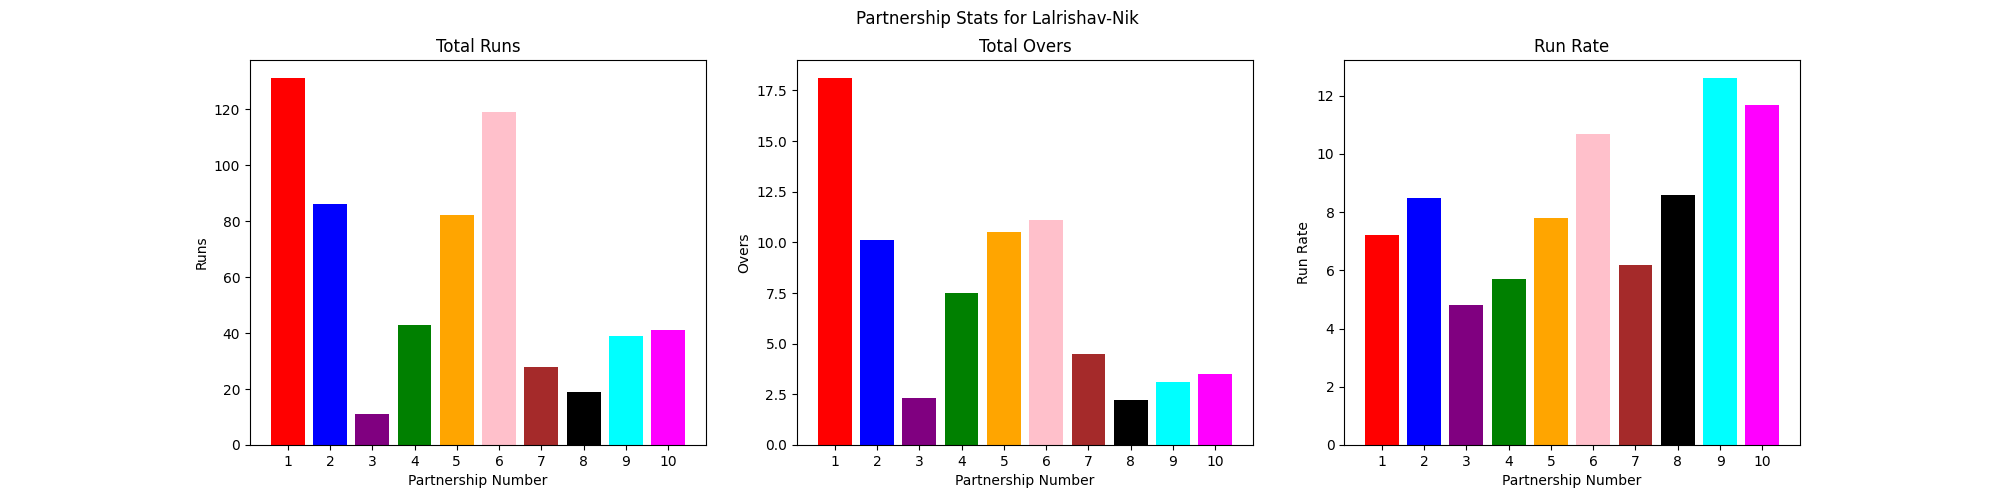 Partnership Stats for Lalrishav-Nik
Total Runs
Runs
120
100
80
60
40
20
0
1 2 3 4 5 6 7 8 9 10
Partnership Number
Total Overs
Overs
17.5
15.0
12.5
10.0
7.5
5.0
2.5
0.0
1 2 3 4 5 6 7 8 9 10
Partnership Number
Run Rate
Run Rate
12
10
8
6
4
2
0
1 2 3 4 5 6 7 8 9 10
Partnership Number